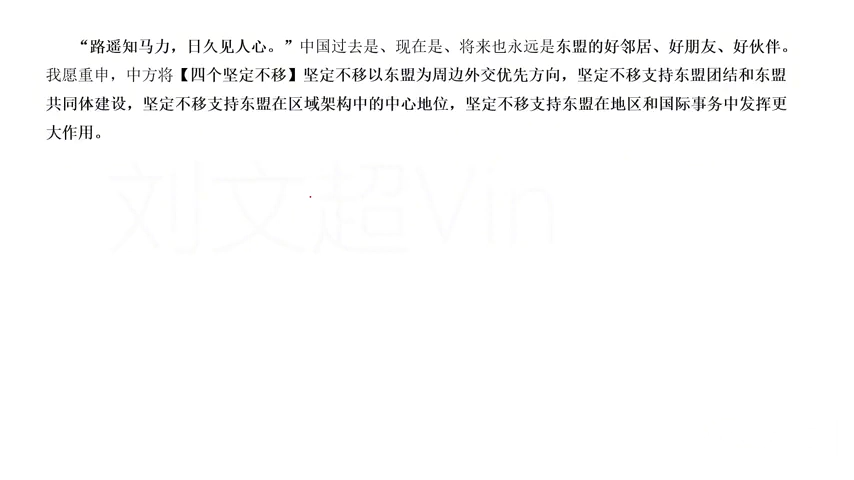 “路遥知马力，日久见人心。”中国过去是、现在是、将来也永远是东盟的好邻居、好朋友、好伙伴。
我愿重申，中方将【四个坚定不移】坚定不移以东盟为周边外交优先方向，坚定不移支持东盟团结和东盟
共同体建设，坚定不移支持东盟在区域架构中的中心地位，坚定不移支持东盟在地区和国际事务中发挥更
大作用。
刘文超Vin